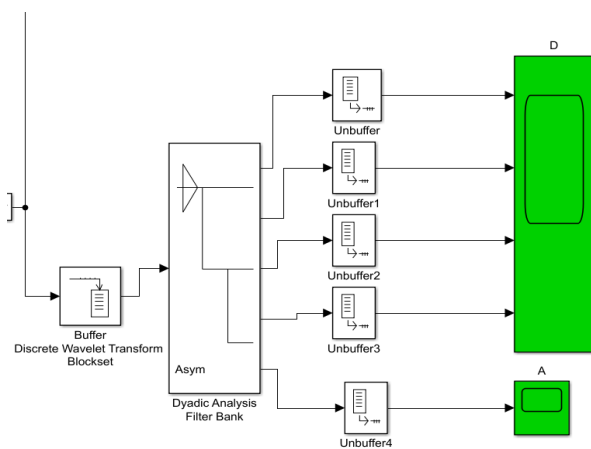 D
Unbuffer
Unbuffer1
Unbuffer2
Buffer
Discrete Wavelet Transform
Blockset
Unbuffer3
Asym
A
Dyadic Analysis
Filter Bank
Unbuffer4